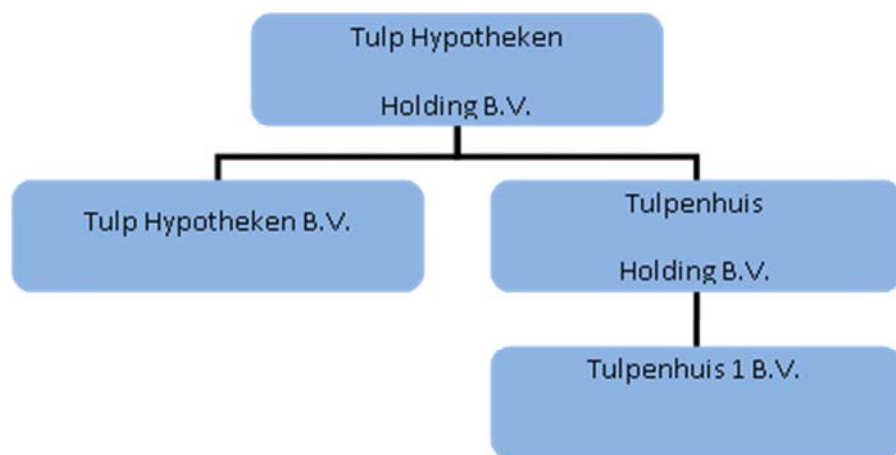 Tulp Hypotheken
Holding B.V.
Tulp Hypotheken B.V.
Tulpenhuis
Holding B.V.
Tulpenhuis 1 B.V.